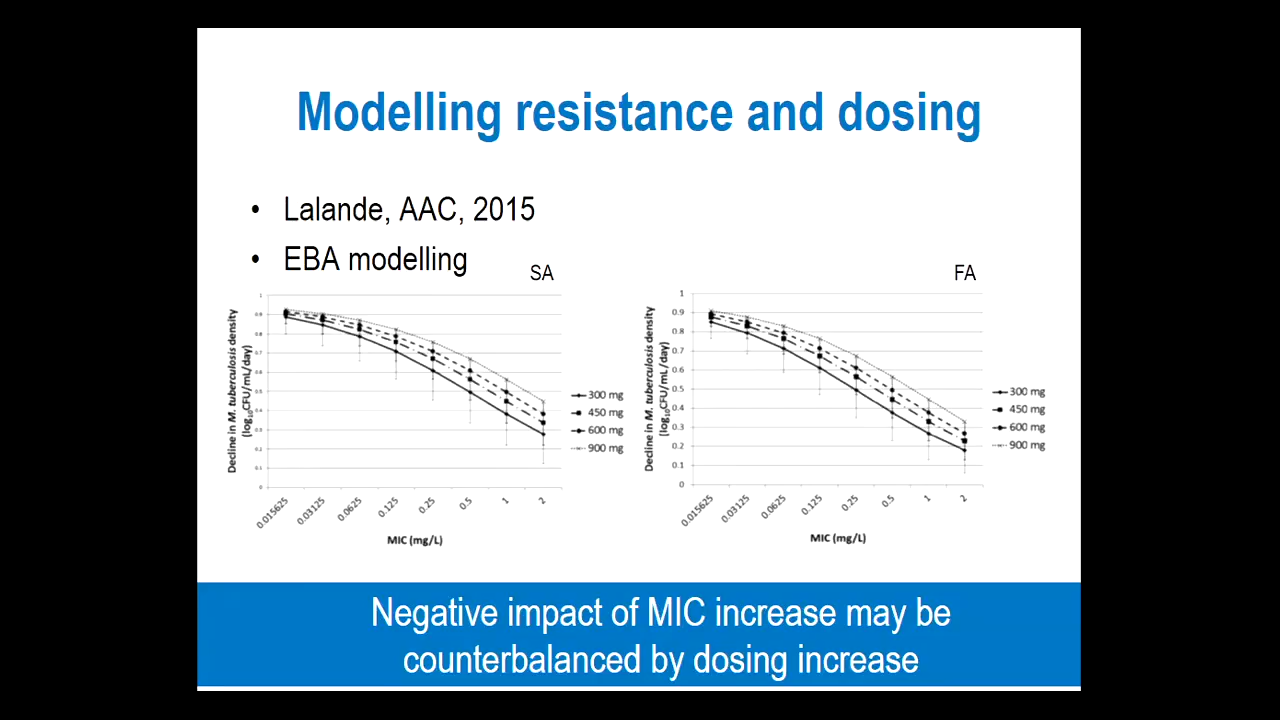 Modelling resistance and dosing
• Lalande, AAC, 2015
• EBA modelling
SA
FA
Decline in M. tuberculosis density
(log10CFU/mL/day)
1
0.9
0.8
0.7
0.6
0.5
0.4
0.3
0.2
0.1
0
0.015625
0.03125
0.0625
0.125
0.25
0.5
1
2
MIC (mg/L)
300 mg
450 mg
600 mg
900 mg
Decline in M. tuberculosis density
(log10CFU/mL/day)
1
0.9
0.8
0.7
0.6
0.5
0.4
0.3
0.2
0.1
0
0.015625
0.03125
0.0625
0.125
0.25
0.5
1
2
MIC (mg/L)
300 mg
450 mg
600 mg
900 mg
Negative impact of MIC increase may be
counterbalanced by dosing increase